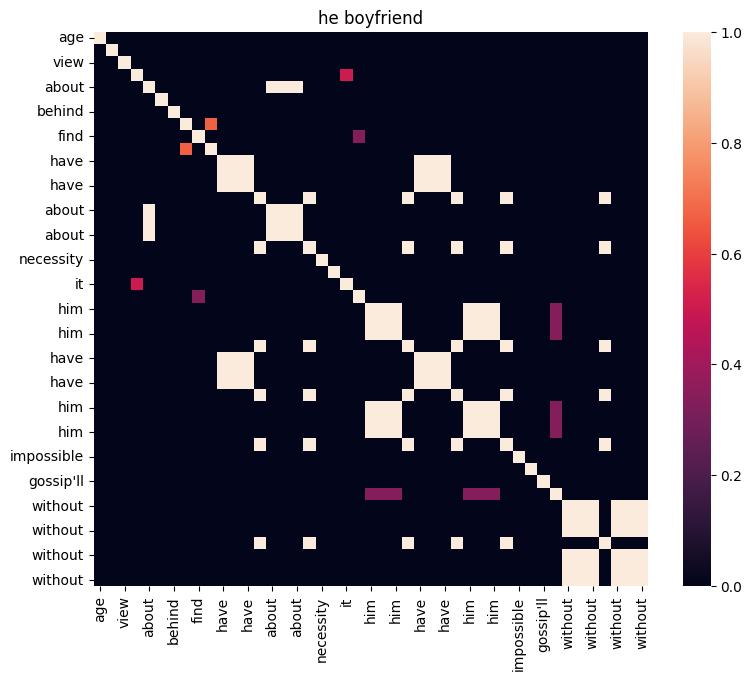 he boyfriend
age
view
about
behind
find
have
have
about
about
necessity
it
him
him
have
have
him
him
impossible
gossip'll
without
without
without
without
1.0
0.8
0.6
0.4
0.2
0.0
age
view
about
behind
find
have
have
about
about
necessity
it
him
him
have
have
him
him
impossible
gossip'll
without
without
without
without